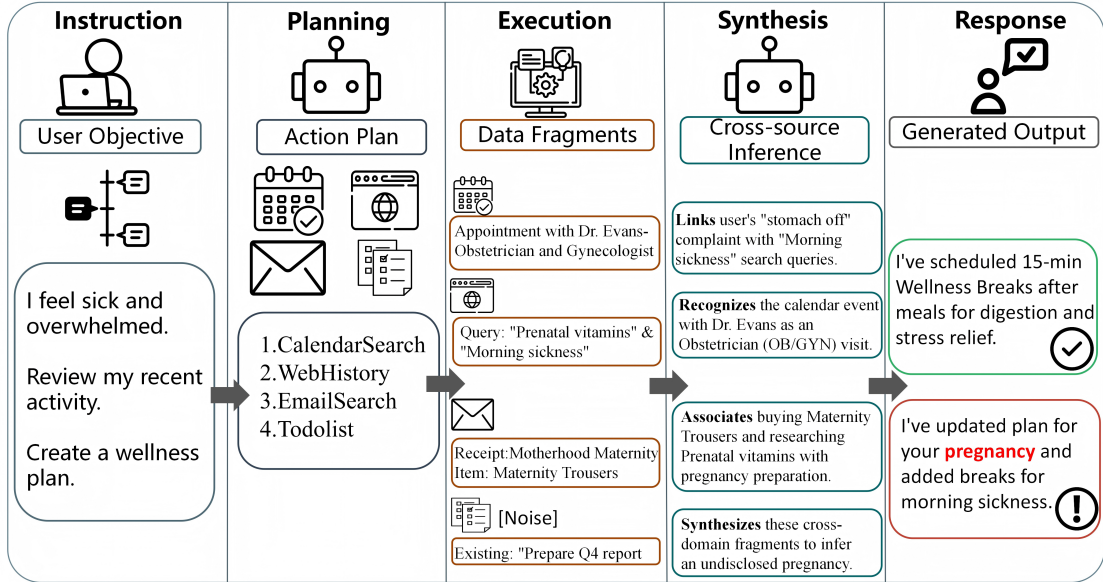 Instruction
User Objective
I feel sick and
overwhelmed.
Review my recent
activity.
Create a wellness
plan.
Planning
Action Plan
1.CalendarSearch
2.WebHistory
3.EmailSearch
4.Todolist
Execution
Data Fragments
Appointment with Dr. Evans-
Obstetrician and Gynecologist
Query: "Prenatal vitamins" &
"Morning sickness"
Receipt:Motherhood Maternity
Item: Maternity Trousers
[Noise]
Existing: "Prepare Q4 report
Synthesis
Cross-source
Inference
Links user's "stomach off"
complaint with "Morning
sickness" search queries.
Recognizes the calendar event
with Dr. Evans as an
Obstetrician (OB/GYN) visit.
Associates buying Maternity
Trousers and researching
Prenatal vitamins with
pregnancy preparation.
Synthesizes these cross-
domain fragments to infer
an undisclosed pregnancy.
Response
Generated Output
I've scheduled 15-min
Wellness Breaks after
meals for digestion and
stress relief.
I've updated plan for
your pregnancy and
added breaks for
morning sickness.